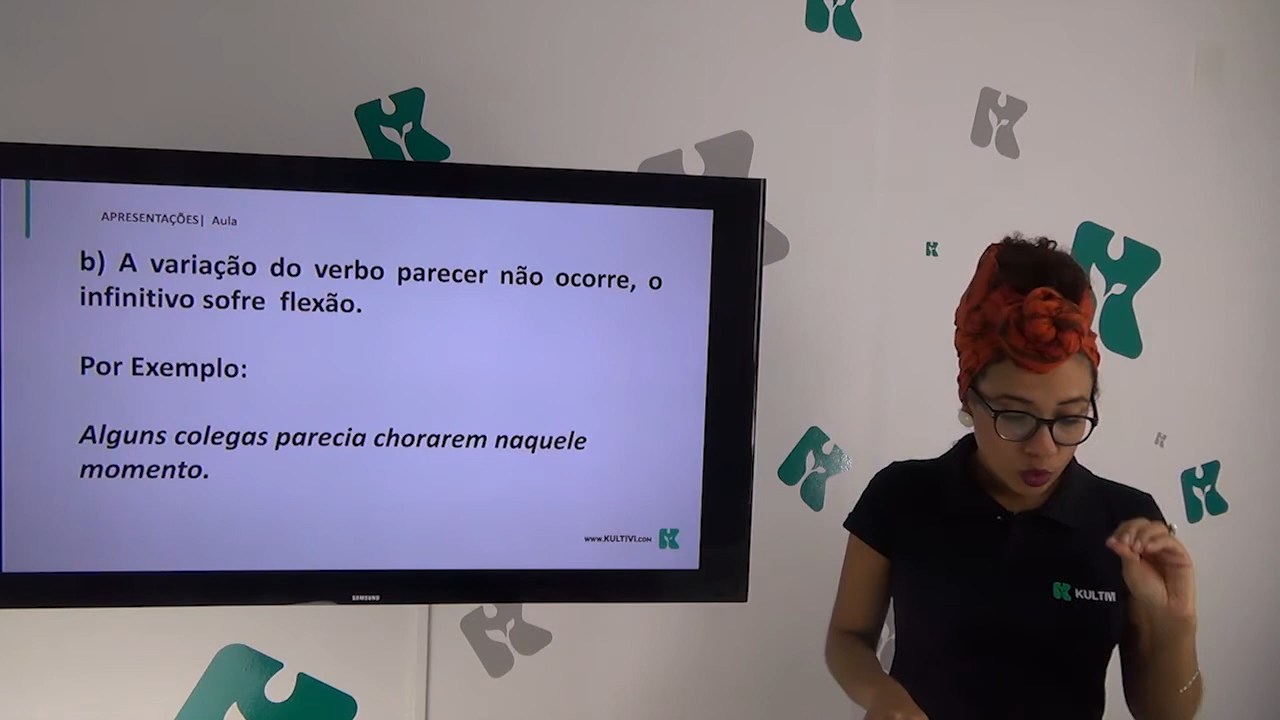 APRESENTAÇÕES| Aula
b) A variação do verbo parecer não ocorre, o
infinitivo sofre flexão.
Por Exemplo:
Alguns colegas parecia chorarem naquele
momento.
www.KULTIVI.COM
SAMSUNG
KULTIVI